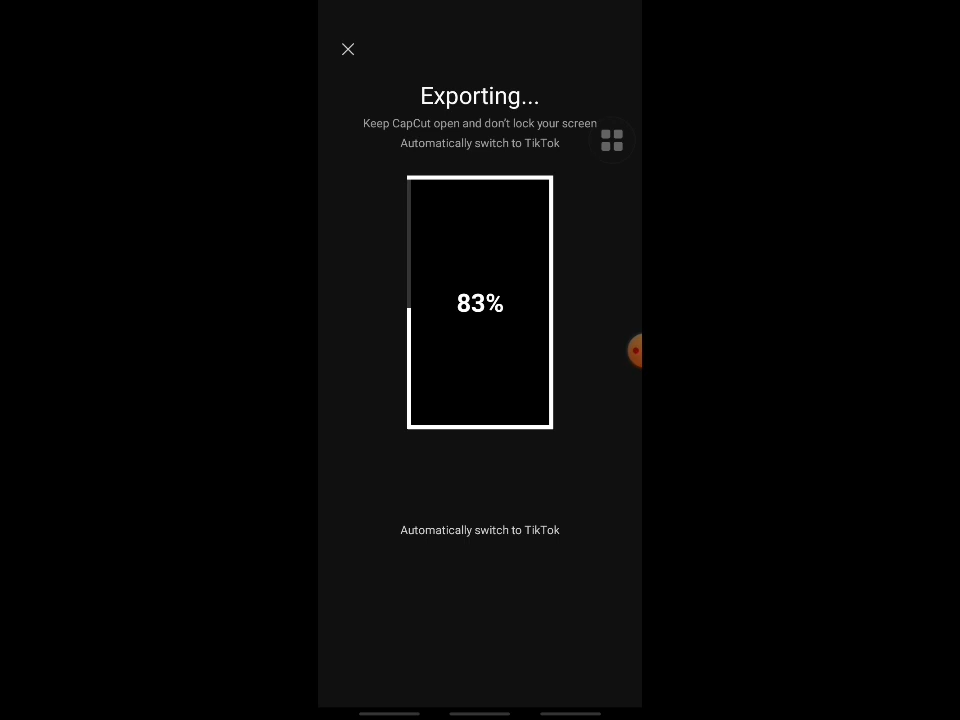 Exporting...
Keep CapCut open and don't lock your screen
Automatically switch to TikTok
83%
Automatically switch to TikTok